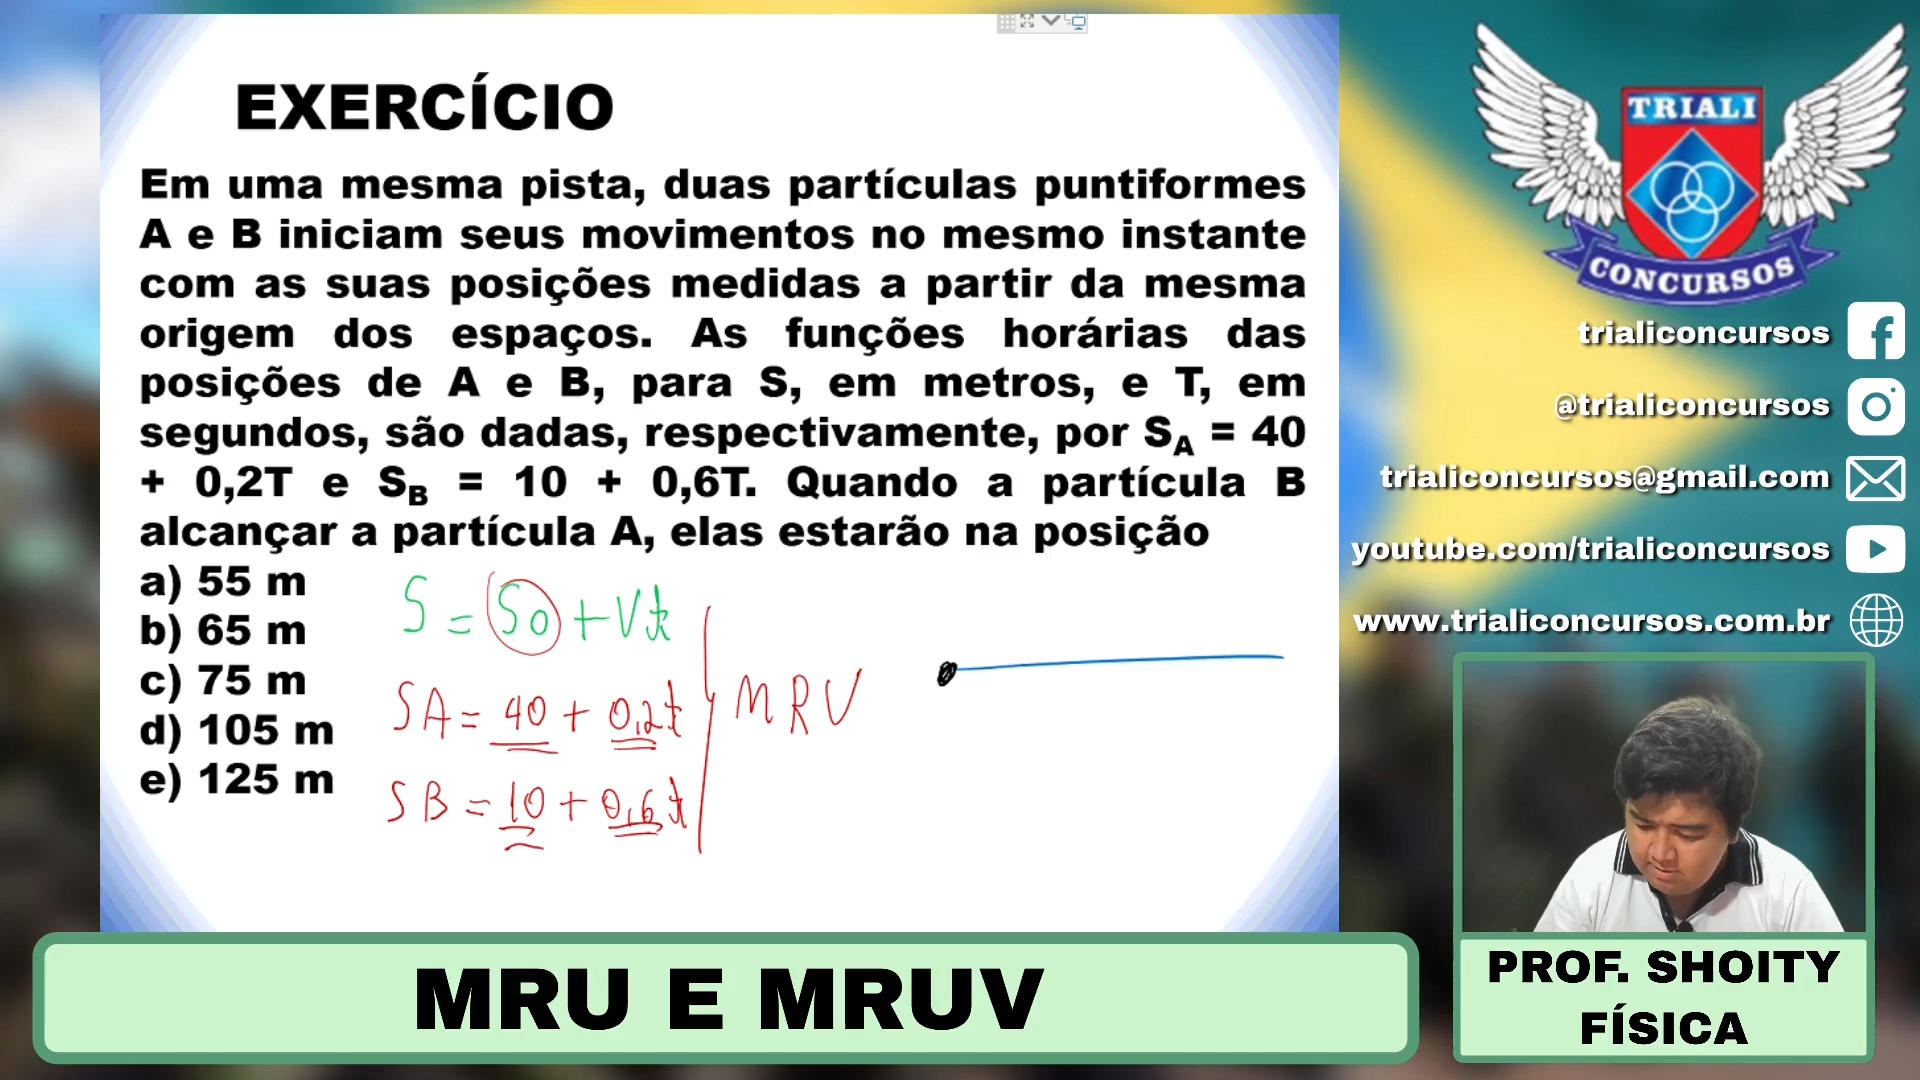 EXERCÍCIO
Em uma mesma pista, duas partículas puntiformes
A e B iniciam seus movimentos no mesmo instante
com as suas posições medidas a partir da mesma
origem dos espaços. As funções horárias das
posições de A e B, para S, em metros, e T, em
segundos, são dadas, respectivamente, por S_A = 40
+ 0,2T e S_B = 10 + 0,6T. Quando a partícula B
alcançar a partícula A, elas estarão na posição
a) 55 m
b) 65 m
c) 75 m
d) 105 m
e) 125 m
S = So + Vt
SA = 40 + 0,2t
SB = 10 + 0,6t
MRU
TRIALI
CONCURSOS
trialiconcursos
@trialiconcursos
trialiconcursos@gmail.com
youtube.com/trialiconcursos
www.trialiconcursos.com.br
MRU E MRUV
PROF. SHOITY
FÍSICA